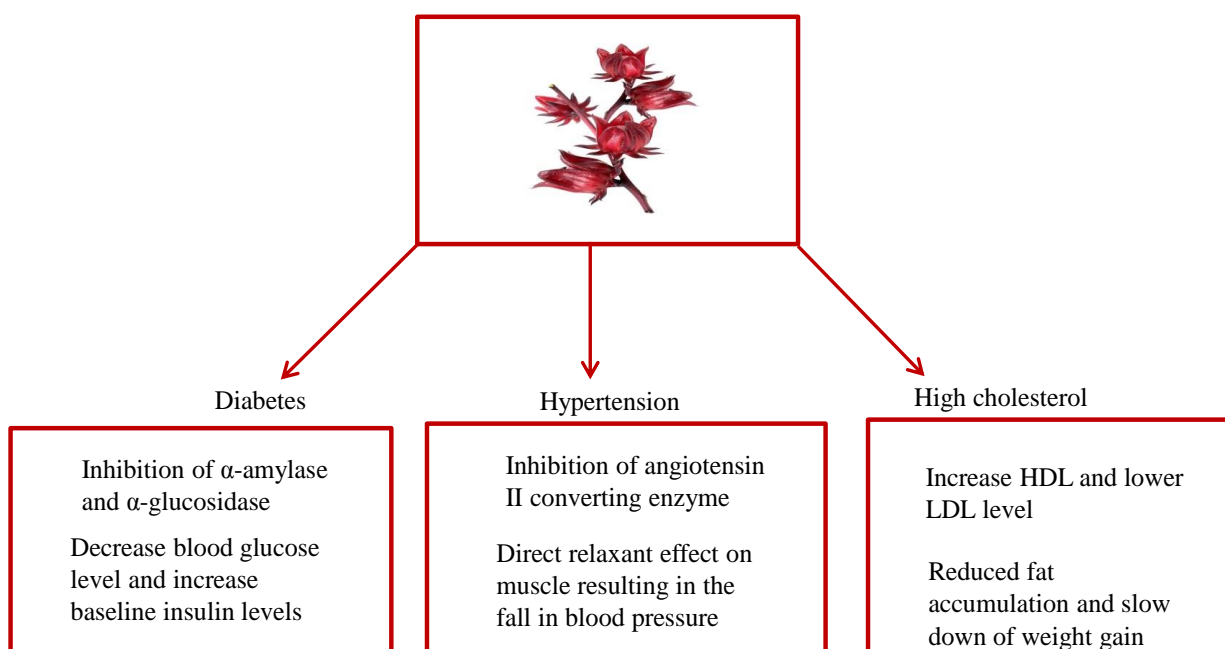 Diabetes
Inhibition of α-amylase
and α-glucosidase
Decrease blood glucose
level and increase
baseline insulin levels
Hypertension
Inhibition of angiotensin
II converting enzyme
Direct relaxant effect on
muscle resulting in the
fall in blood pressure
High cholesterol
Increase HDL and lower
LDL level
Reduced fat
accumulation and slow
down of weight gain